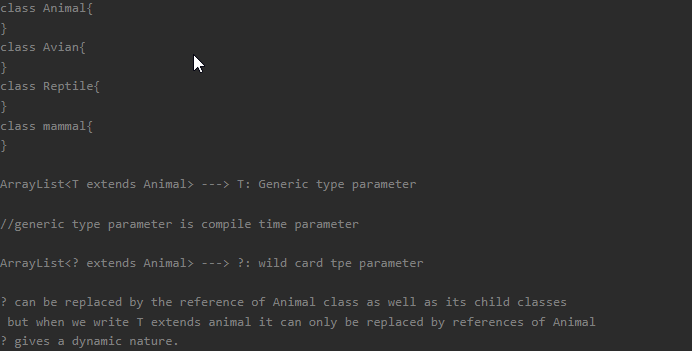 class Animal{
}
class Avian{
}
class Reptile{
}
class mammal{
}
ArrayList<T extends Animal> ---> T: Generic type parameter
//generic type parameter is compile time parameter
ArrayList<? extends Animal> ---> ?: wild card tpe parameter
? can be replaced by the reference of Animal class as well as its child classes
but when we write T extends animal it can only be replaced by references of Animal
? gives a dynamic nature.